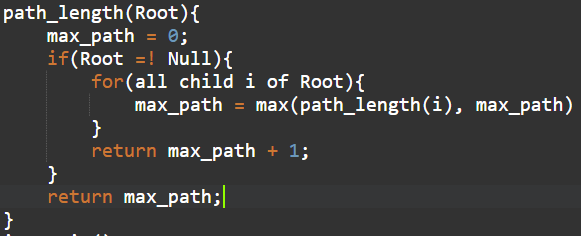 path_length(Root){
    max_path = 0;
    if(Root =! Null){
        for(all child i of Root){
            max_path = max(path_length(i), max_path)
        }
        return max_path + 1;
    }
    return max_path;
}